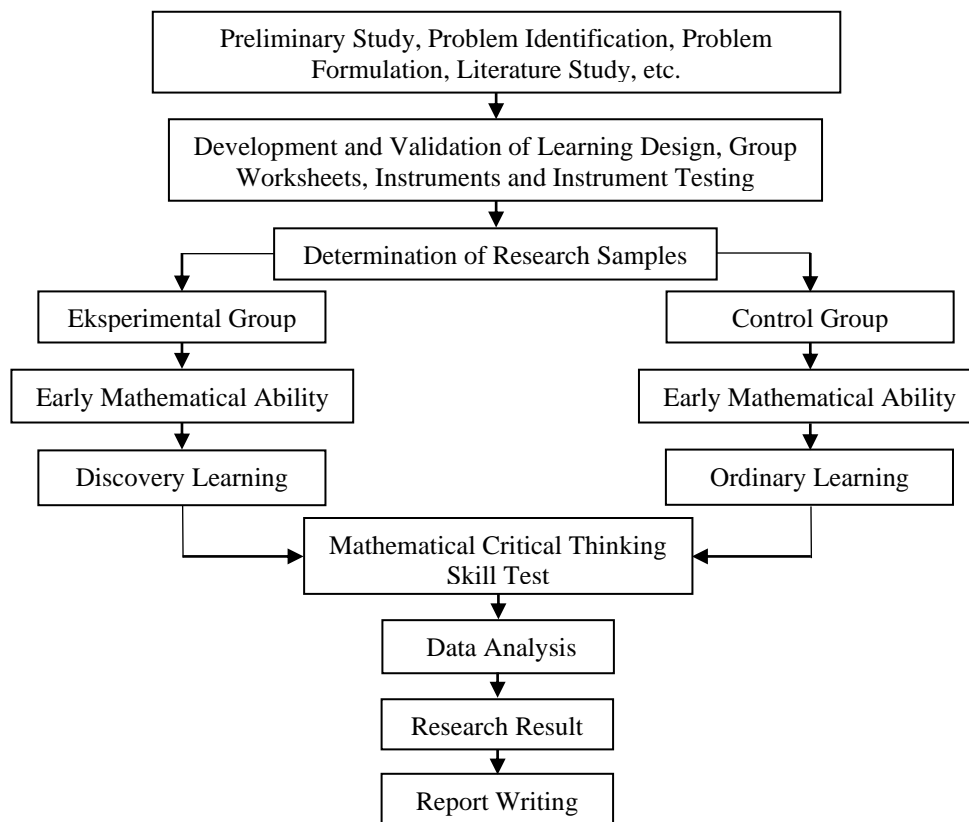 Preliminary Study, Problem Identification, Problem
Formulation, Literature Study, etc.
Development and Validation of Learning Design, Group
Worksheets, Instruments and Instrument Testing
Determination of Research Samples
Eksperimental Group
Control Group
Early Mathematical Ability
Early Mathematical Ability
Discovery Learning
Ordinary Learning
Mathematical Critical Thinking
Skill Test
Data Analysis
Research Result
Report Writing